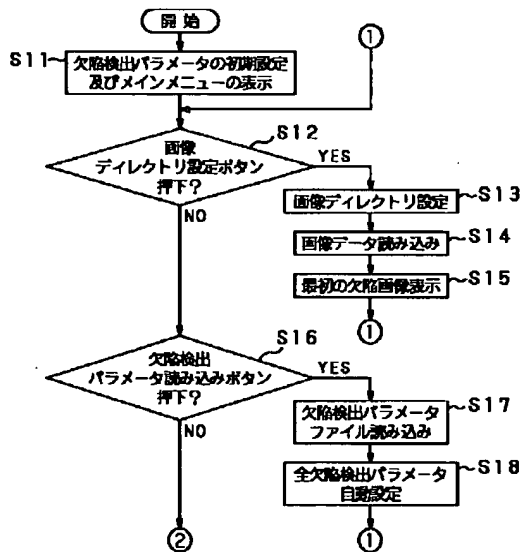 開 始
①
S11
欠陥検出パラメータの初期設定
及びメインメニューの表示
S12
画像
ディレクトリ設定ボタン
押下?
YES
NO
画像ディレクトリ設定
S13
画像データ読み込み
S14
最初の欠陥画像表示
S15
①
S16
欠陥検出
パラメータ読み込みボタン
押下?
YES
NO
欠陥検出パラメータ
ファイル読み込み
S17
全欠陥検出パラメータ
自動設定
S18
②
①